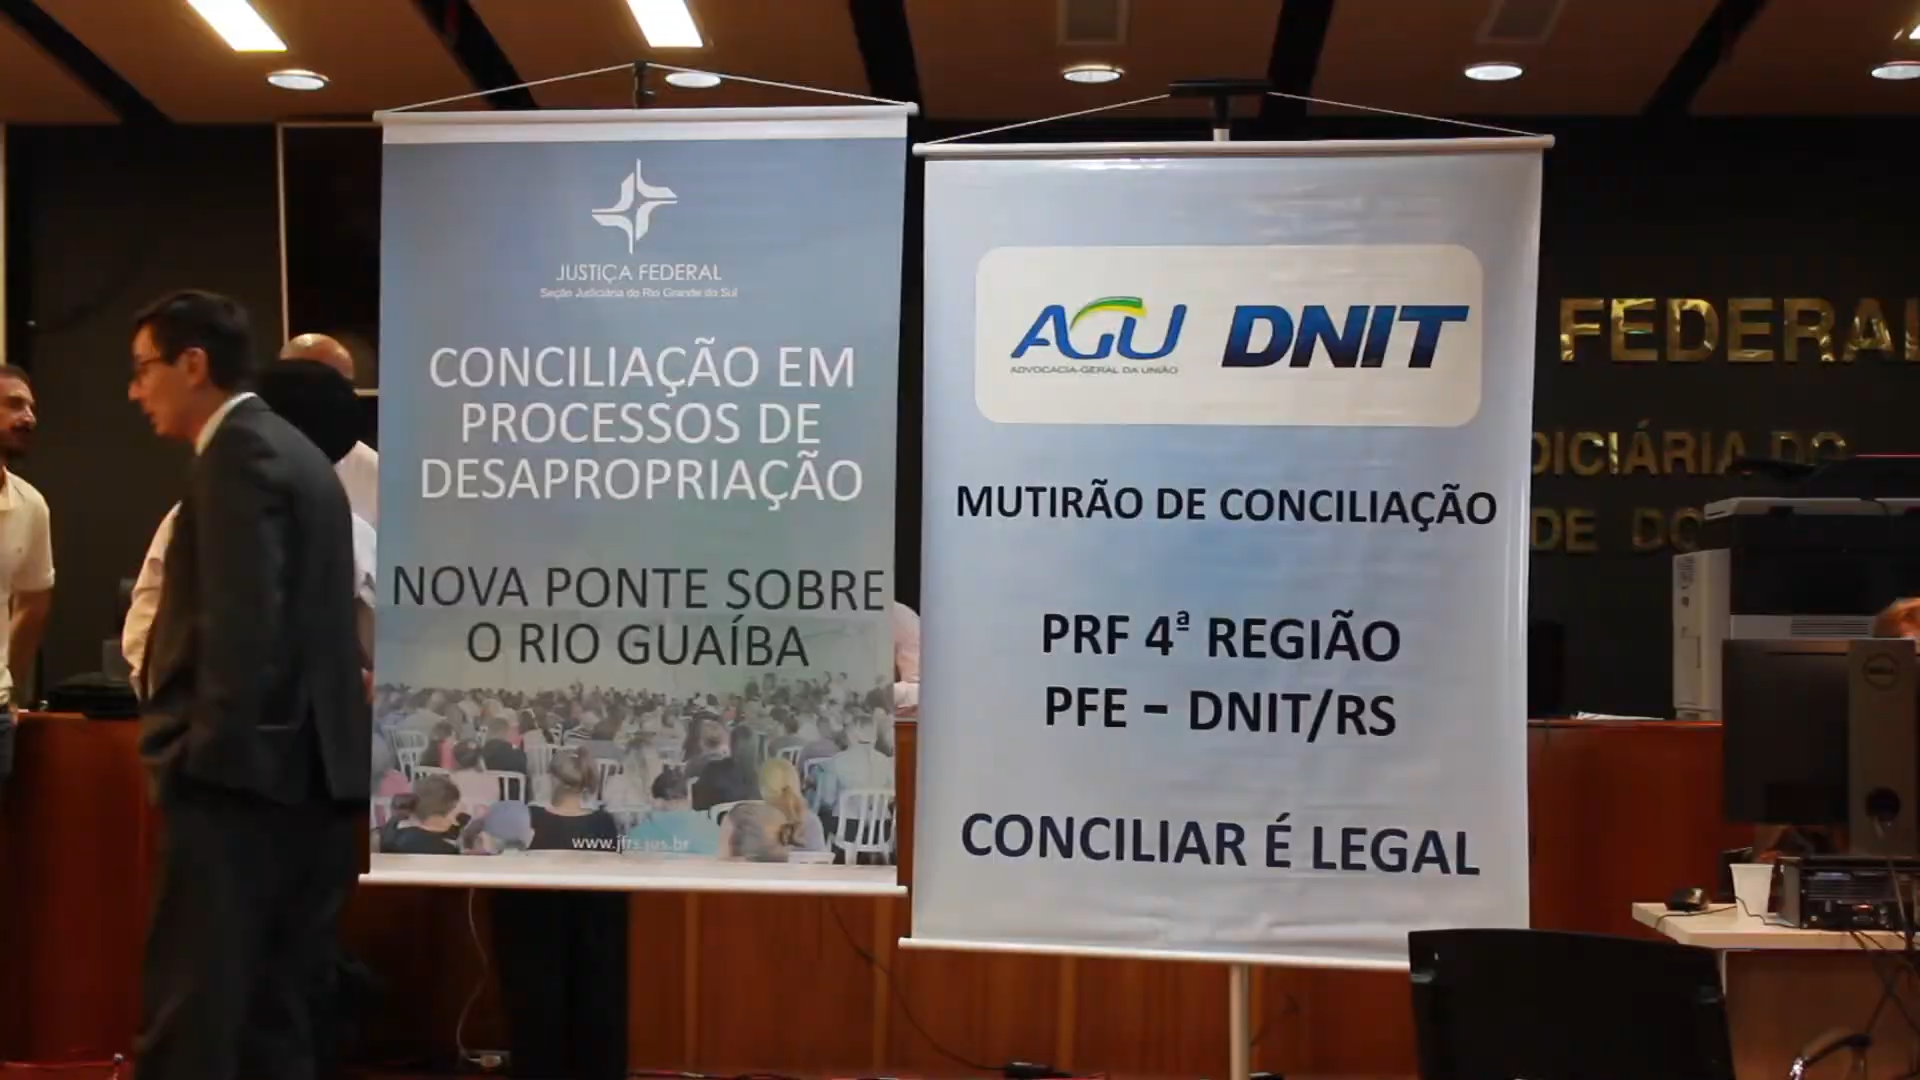 JUSTIÇA FEDERAL
Seção Judiciária do Rio Grande do Sul
CONCILIAÇÃO EM
PROCESSOS DE
DESAPROPRIAÇÃO
NOVA PONTE SOBRE
O RIO GUAÍBA
www.jfrs.jus.br
AGU DNIT
ADVOCACIA-GERAL DA UNIÃO
MUTIRÃO DE CONCILIAÇÃO
PRF 4ª REGIÃO
PFE – DNIT/RS
CONCILIAR É LEGAL
FEDERAL
DICIÁRIA DO
DE DO
DELL